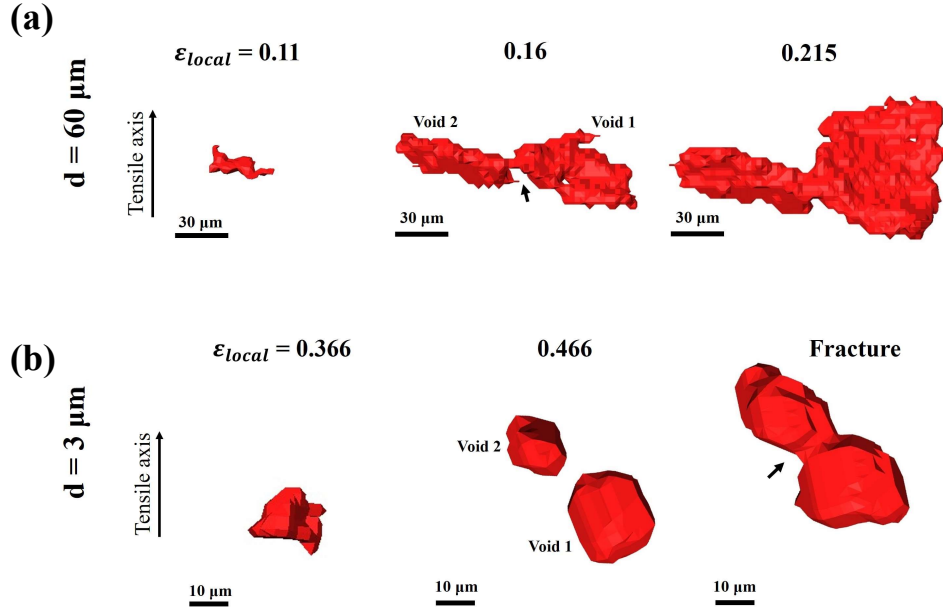 (a)
ε_local = 0.11
0.16
0.215
d = 60 µm
Tensile axis
Void 2
Void 1
30 µm
30 µm
30 µm
(b)
ε_local = 0.366
0.466
Fracture
d = 3 µm
Tensile axis
Void 2
Void 1
10 µm
10 µm
10 µm